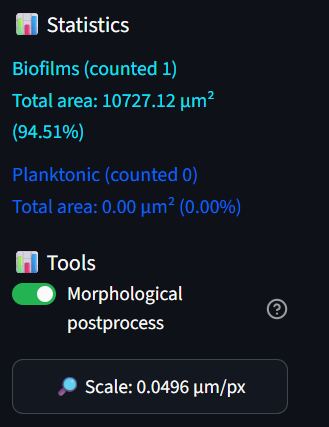 📊 Statistics
Biofilms (counted 1)
Total area: 10727.12 μm²
(94.51%)
Planktonic (counted 0)
Total area: 0.00 μm² (0.00%)
📊 Tools
Morphological
postprocess
?
🔎 Scale: 0.0496 μm/px